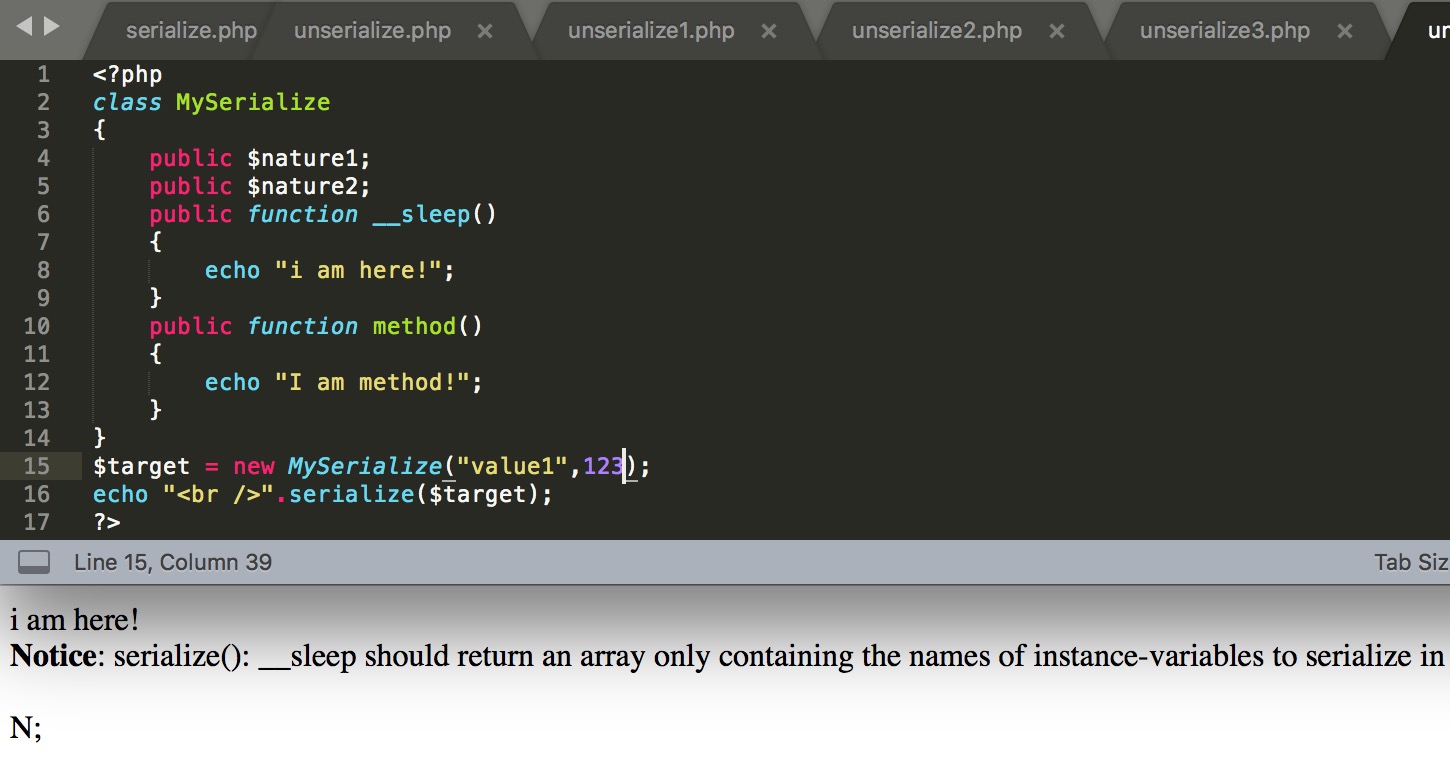 serialize.php unserialize.php × unserialize1.php × unserialize2.php × unserialize3.php × un
1 <?php
2 class MySerialize
3 {
4     public $nature1;
5     public $nature2;
6     public function __sleep()
7     {
8         echo "i am here!";
9     }
10     public function method()
11     {
12         echo "I am method!";
13     }
14 }
15 $target = new MySerialize("value1",123);
16 echo "<br />".serialize($target);
17 ?>
Line 15, Column 39 Tab Siz
i am here!
Notice: serialize(): __sleep should return an array only containing the names of instance-variables to serialize in
N;